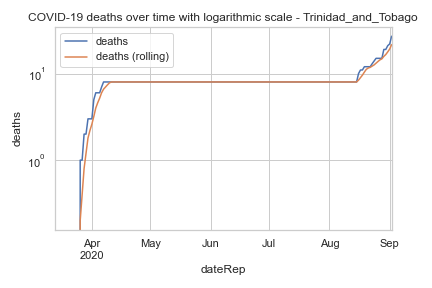 COVID-19 deaths over time with logarithmic scale - Trinidad_and_Tobago
deaths
deaths (rolling)
10¹
10⁰
deaths
Apr
2020
May
Jun
Jul
Aug
Sep
dateRep